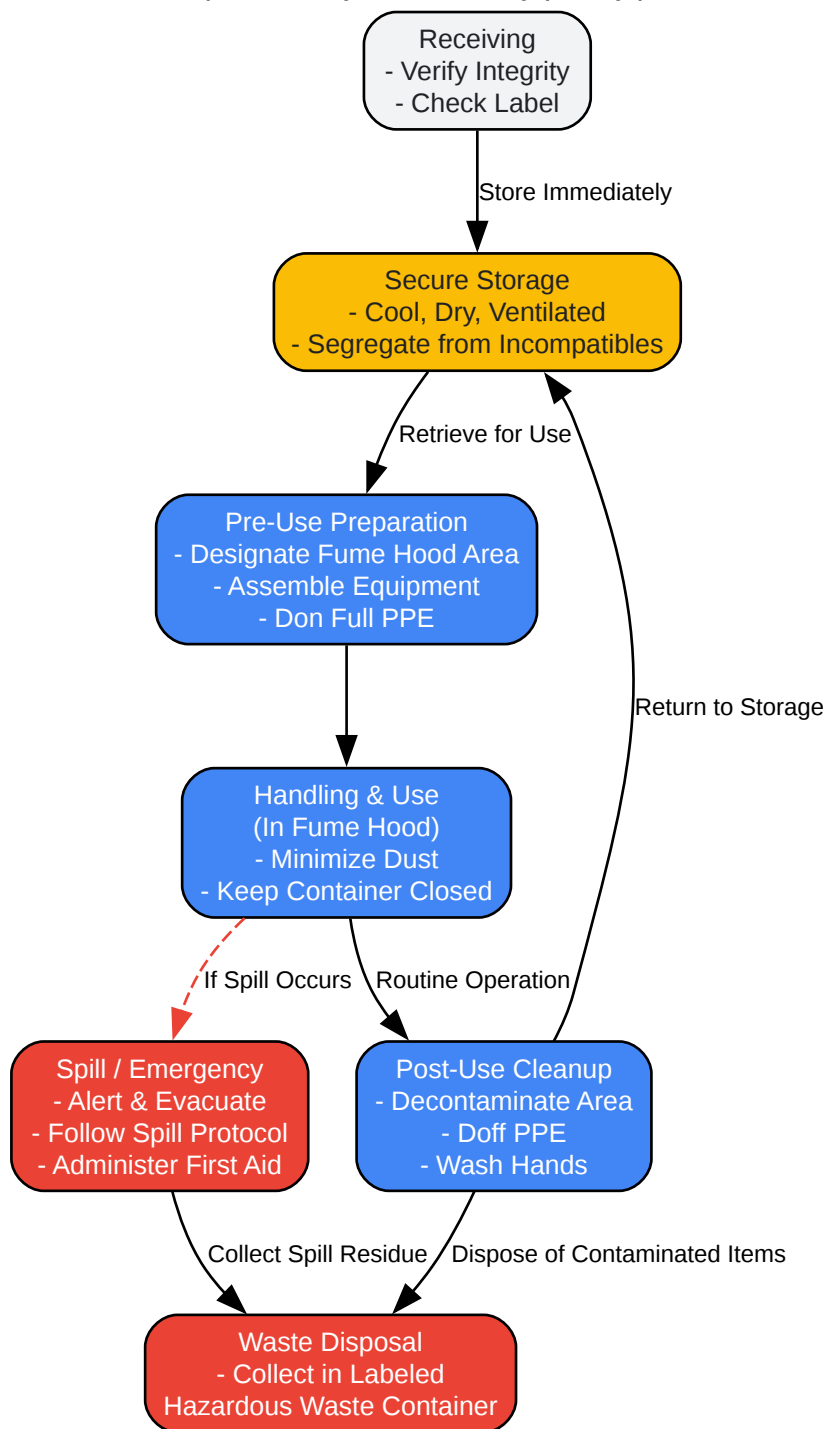 Receiving
- Verify Integrity
- Check Label
Store Immediately
Secure Storage
- Cool, Dry, Ventilated
- Segregate from Incompatibles
Retrieve for Use
Pre-Use Preparation
- Designate Fume Hood Area
- Assemble Equipment
- Don Full PPE
Return to Storage
Handling & Use
(In Fume Hood)
- Minimize Dust
- Keep Container Closed
If Spill Occurs
Routine Operation
Spill / Emergency
- Alert & Evacuate
- Follow Spill Protocol
- Administer First Aid
Post-Use Cleanup
- Decontaminate Area
- Doff PPE
- Wash Hands
Collect Spill Residue
Dispose of Contaminated Items
Waste Disposal
- Collect in Labeled
Hazardous Waste Container